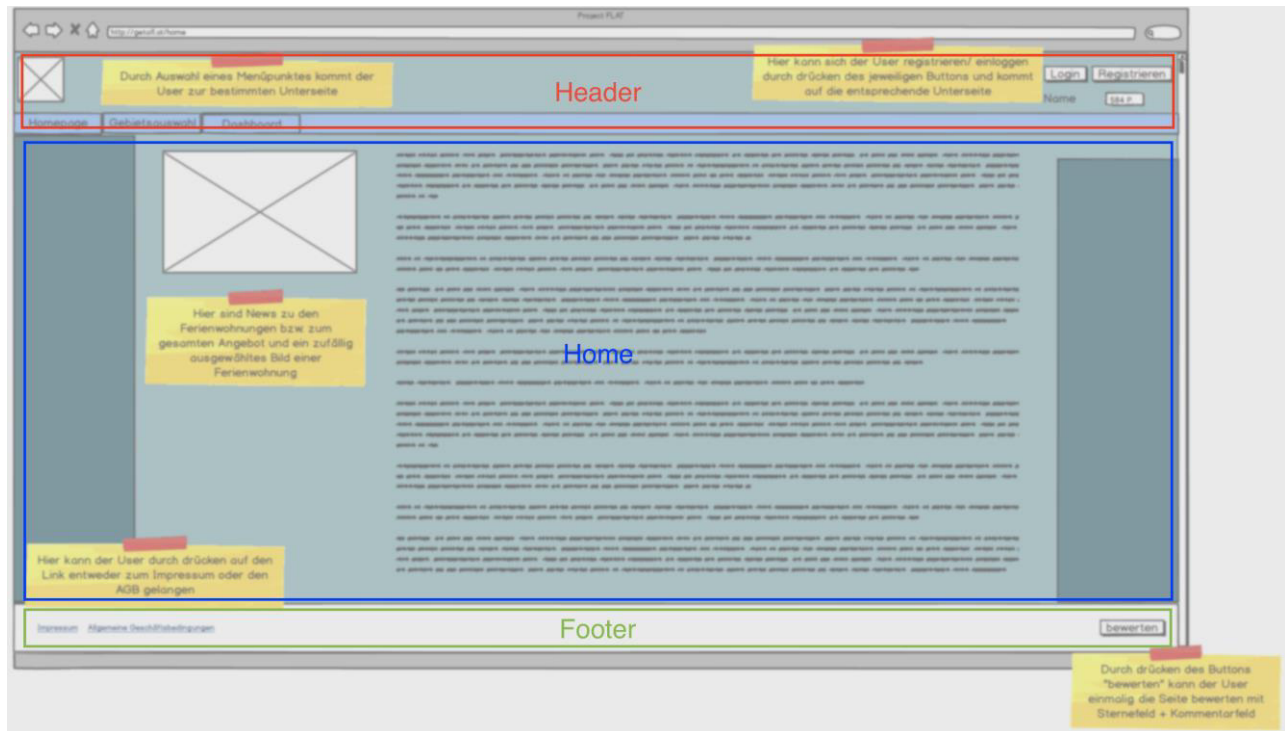 Project FLAT
Durch Auswahl eines Menüpunktes kommt der
User zur bestimmten Unterseite
Header
Hier kann sich der User registrieren/ einloggen
durch drücken des jeweiligen Buttons und kommt
auf die entsprechende Unterseite
Login
Registrieren
Name
Homepage
Gebietsauswahl
Dashboard
Hier sind News zu den
Ferienwohnungen bzw. zum
gesamten Angebot und ein zufällig
ausgewähltes Bild einer
Ferienwohnung
Home
Hier kann der User durch drücken auf den
Link entweder zum Impressum oder den
AGB gelangen
Impressum
Allgemeine Geschäftsbedingungen
Footer
bewerten
Durch drücken des Buttons
"bewerten" kann der User
einmalig die Seite bewerten mit
Sternefeld + Kommentarfeld